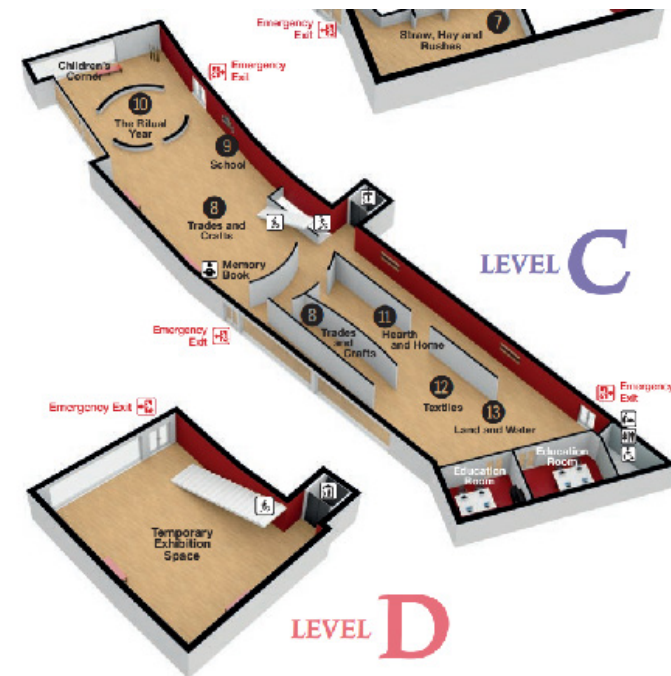 Emergency
Exit
7
Straw, Hay and
Rushes
Children's
Corner
Emergency
Exit
10
The Ritual
Year
9
School
8
Trades and
Crafts
Memory
Book
LEVEL C
Emergency
Exit
8
Trades
and
Crafts
11
Hearth
and Home
12
Textiles
13
Land and Water
Emergency
Exit
Education
Room
Education
Room
Emergency Exit
Temporary
Exhibition
Space
LEVEL D